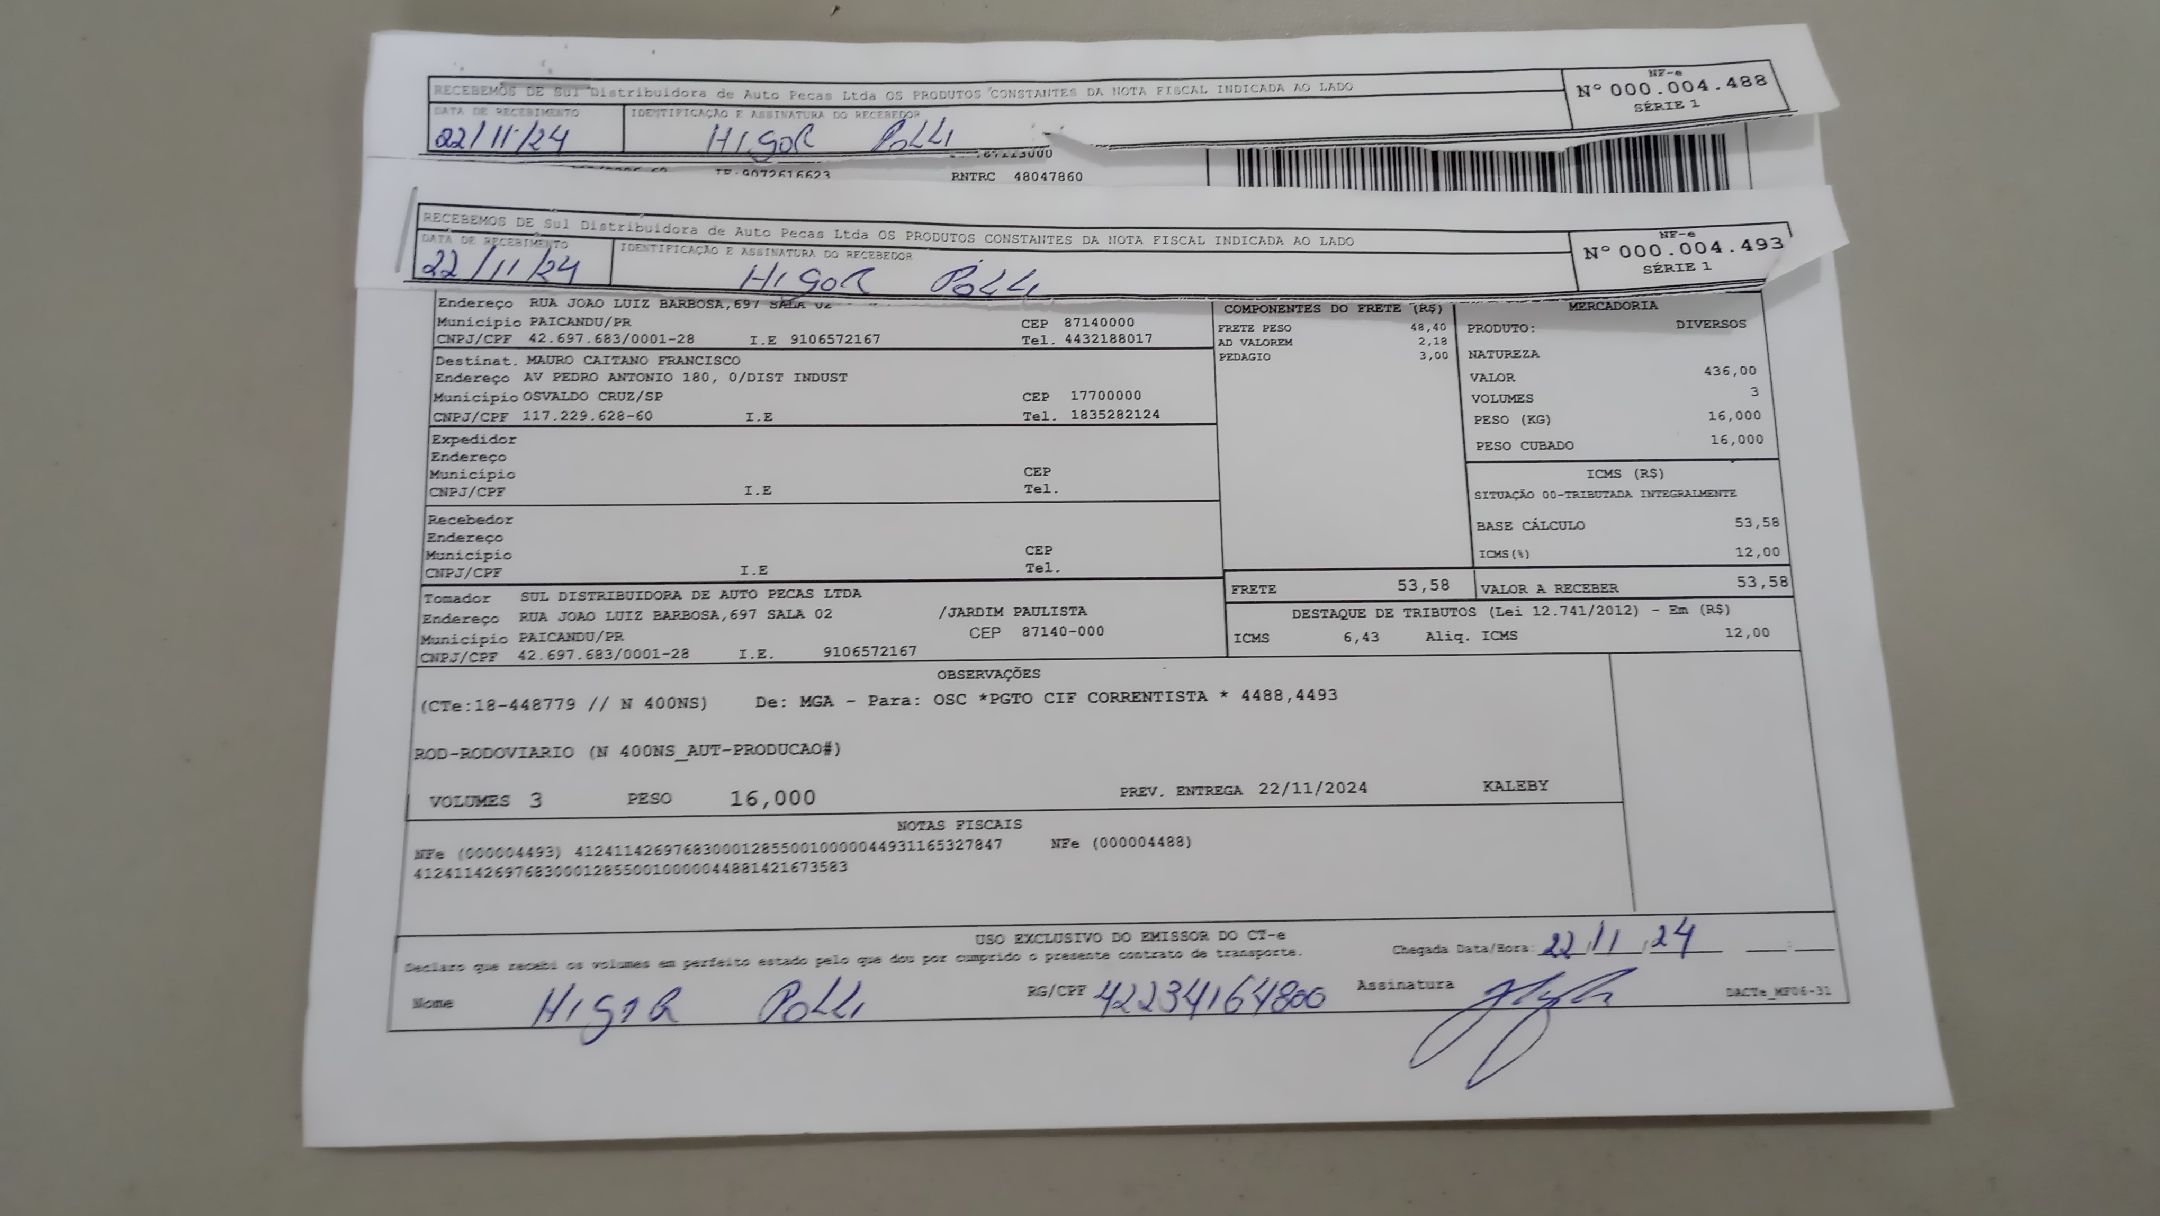 RECEBEMOS DE Sul Distribuidora de Auto Pecas Ltda OS PRODUTOS CONSTANTES DA NOTA FISCAL INDICADA AO LADO
NF-e
Nº 000.004.488
SÉRIE 1
DATA DE RECEBIMENTO IDENTIFICAÇÃO E ASSINATURA DO RECEBEDOR
22/11/24 HIGOR POLLI
RNTRC 48047860
RECEBEMOS DE Sul Distribuidora de Auto Pecas Ltda OS PRODUTOS CONSTANTES DA NOTA FISCAL INDICADA AO LADO
NF-e
Nº 000.004.493
SÉRIE 1
DATA DE RECEBIMENTO IDENTIFICAÇÃO E ASSINATURA DO RECEBEDOR
22/11/24 HIGOR POLLI
Endereço RUA JOAO LUIZ BARBOSA,697 SALA 02
Município PAICANDU/PR CEP 87140000
CNPJ/CPF 42.697.683/0001-28 I.E 9106572167 Tel. 4432188017
Destinat. MAURO CAITANO FRANCISCO
Endereço AV PEDRO ANTONIO 180, 0/DIST INDUST
Município OSVALDO CRUZ/SP CEP 17700000
CNPJ/CPF 117.229.628-60 I.E Tel. 1835282124
Expedidor
Endereço
Município CEP
CNPJ/CPF I.E Tel.
Recebedor
Endereço
Município CEP
CNPJ/CPF I.E Tel.
Tomador SUL DISTRIBUIDORA DE AUTO PECAS LTDA
Endereço RUA JOAO LUIZ BARBOSA,697 SALA 02 /JARDIM PAULISTA
Município PAICANDU/PR CEP 87140-000
CNPJ/CPF 42.697.683/0001-28 I.E. 9106572167
COMPONENTES DO FRETE (R$)
FRETE PESO 48,40
AD VALOREM 2,18
PEDAGIO 3,00
MERCADORIA
PRODUTO: DIVERSOS
NATUREZA
VALOR 436,00
VOLUMES 3
PESO (KG) 16,000
PESO CUBADO 16,000
ICMS (R$)
SITUAÇÃO 00-TRIBUTADA INTEGRALMENTE
BASE CÁLCULO 53,58
ICMS(%) 12,00
FRETE 53,58 VALOR A RECEBER 53,58
DESTAQUE DE TRIBUTOS (Lei 12.741/2012) - Em (R$)
ICMS 6,43 Aliq. ICMS 12,00
OBSERVAÇÕES
(CTe:18-448779 // N 400NS) De: MGA - Para: OSC *PGTO CIF CORRENTISTA * 4488,4493
ROD-RODOVIARIO (N 400NS_AUT-PRODUCAO#)
VOLUMES 3 PESO 16,000 PREV. ENTREGA 22/11/2024 KALEBY
NOTAS FISCAIS
NFe (000004493) 41241142697683000128550010000044931165327847 NFe (000004488)
41241142697683000128550010000044881421673583
USO EXCLUSIVO DO EMISSOR DO CT-e
Declaro que recebi os volumes em perfeito estado pelo que dou por cumprido o presente contrato de transporte.
Chegada Data/Hora: 22/11/24 :
Nome HIGOR POLLI RG/CPF 42234164800 Assinatura
DACTe_MF06-31